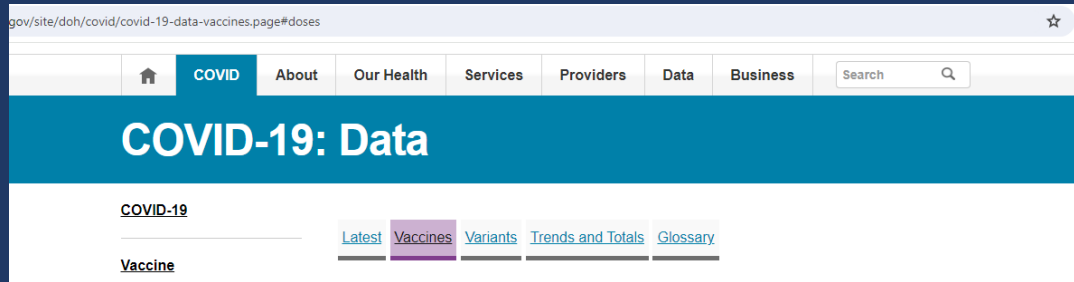 gov/site/doh/covid/covid-19-data-vaccines.page#doses
COVID About Our Health Services Providers Data Business Search
COVID-19: Data
COVID-19
Latest Vaccines Variants Trends and Totals Glossary
Vaccine